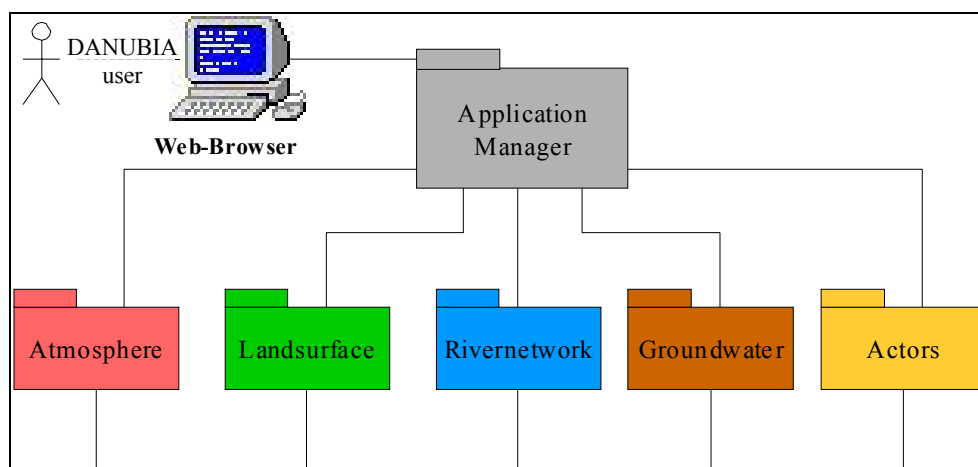 DANUBIA
user
Web-Browser
Application
Manager
Atmosphere
Landsurface
Rivernetwork
Groundwater
Actors